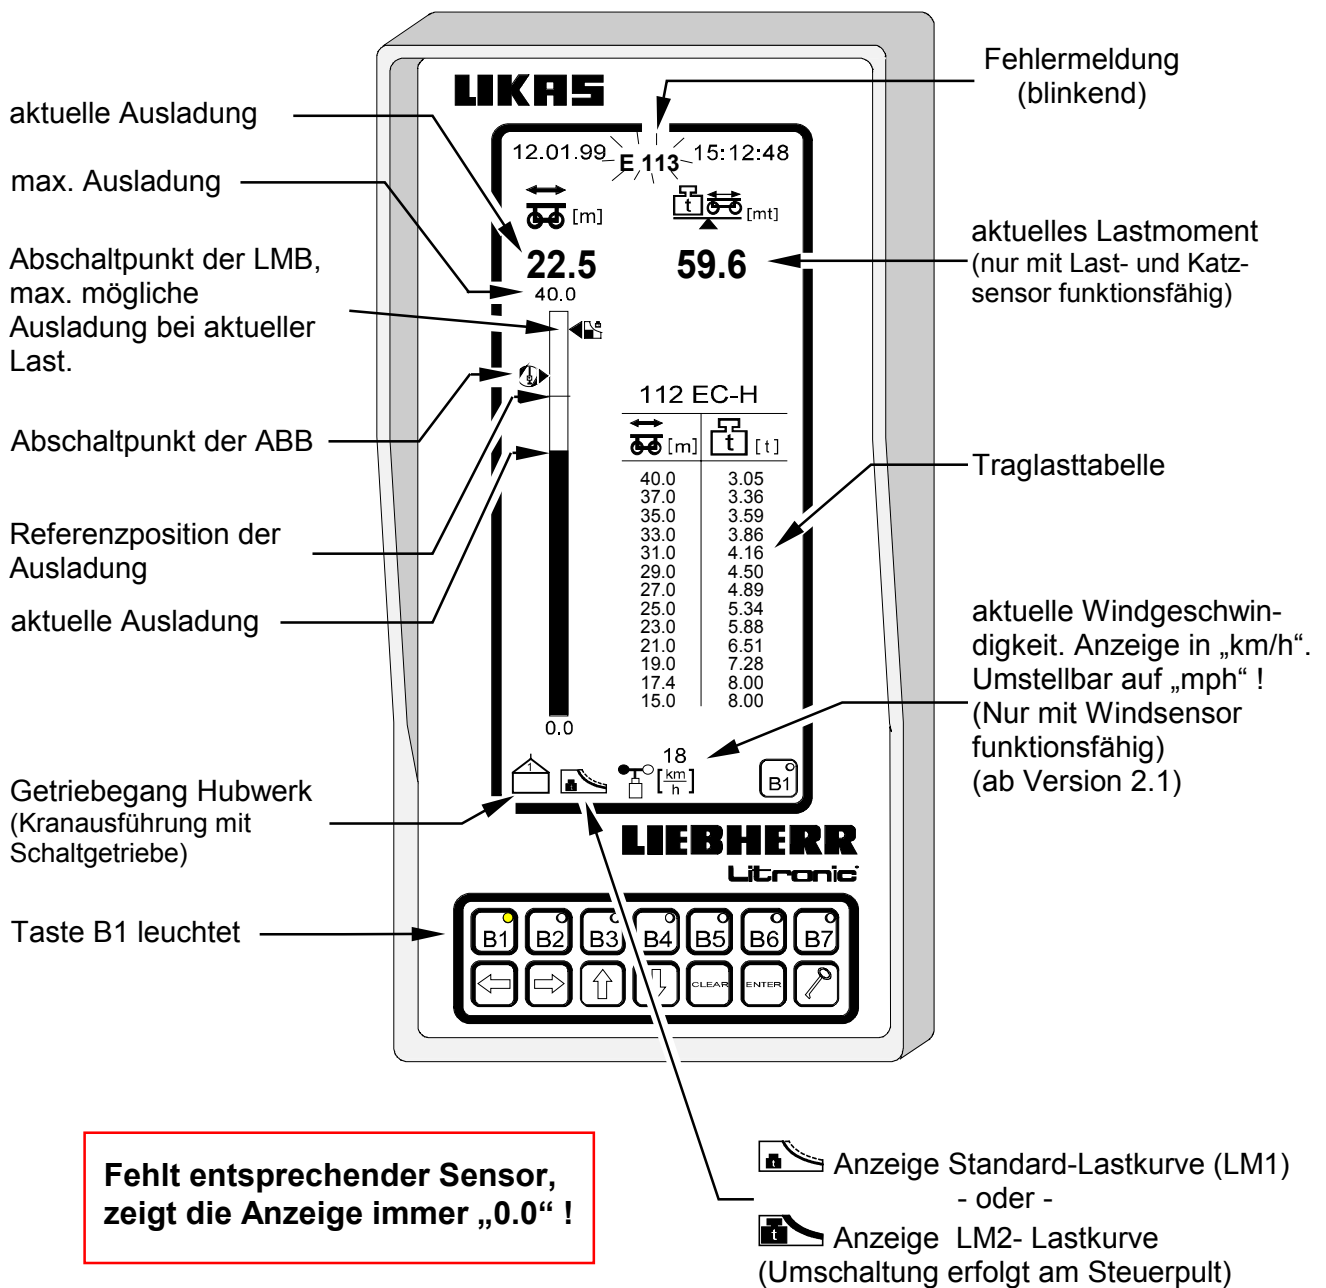 LIKAS
Fehlermeldung
(blinkend)
aktuelle Ausladung
max. Ausladung
Abschaltpunkt der LMB,
max. mögliche
Ausladung bei aktueller
Last.
Abschaltpunkt der ABB
Referenzposition der
Ausladung
aktuelle Ausladung
Getriebegang Hubwerk
(Kranausführung mit
Schaltgetriebe)
Taste B1 leuchtet
12.01.99 E 113 15:12:48
[m] t [mt]
22.5 59.6
40.0
112 EC-H
[m] t [t]
40.0 3.05
37.0 3.36
35.0 3.59
33.0 3.86
31.0 4.16
29.0 4.50
27.0 4.89
25.0 5.34
23.0 5.88
21.0 6.51
19.0 7.28
17.4 8.00
15.0 8.00
0.0
1 18 [km/h] B1
LIEBHERR
Litronic
B1 B2 B3 B4 B5 B6 B7
CLEAR ENTER
aktuelles Lastmoment
(nur mit Last- und Katz-
sensor funktionsfähig)
Traglasttabelle
aktuelle Windgeschwin-
digkeit. Anzeige in „km/h“.
Umstellbar auf „mph“ !
(Nur mit Windsensor
funktionsfähig)
(ab Version 2.1)
Fehlt entsprechender Sensor,
zeigt die Anzeige immer „0.0“ !
Anzeige Standard-Lastkurve (LM1)
- oder -
t Anzeige LM2- Lastkurve
(Umschaltung erfolgt am Steuerpult)